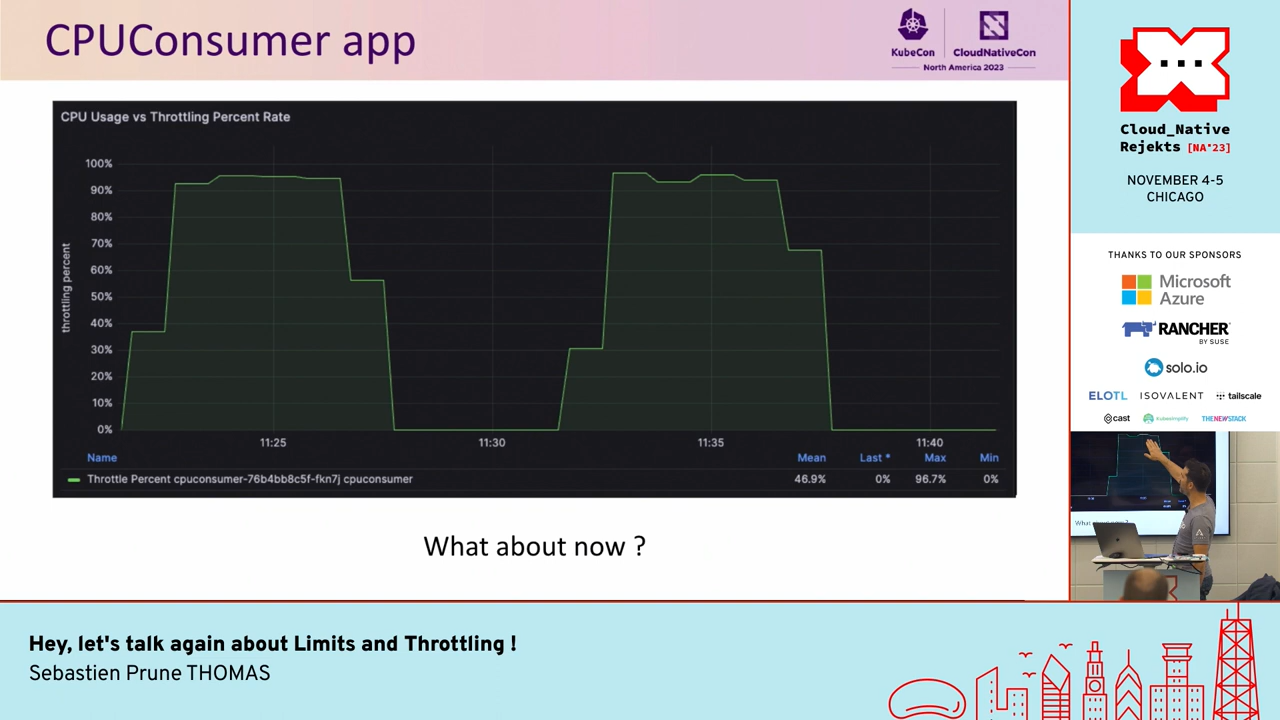 CPUConsumer app
KubeCon
CloudNativeCon
North America 2023
CPU Usage vs Throttling Percent Rate
throttling percent
100%
90%
80%
70%
60%
50%
40%
30%
20%
10%
0%
11:25
11:30
11:35
11:40
Name Mean Last * Max Min
Throttle Percent cpuconsumer-76b4bb8c5f-fkn7j cpuconsumer 46.9% 0% 96.7% 0%
What about now ?
Cloud_Native
Rejekts [NA'23]
NOVEMBER 4-5
CHICAGO
THANKS TO OUR SPONSORS
Microsoft
Azure
RANCHER
BY SUSE
solo.io
ELOTL ISOVALENT tailscale
cast Kubesimplify THENEWSTACK
Hey, let's talk again about Limits and Throttling !
Sebastien Prune THOMAS